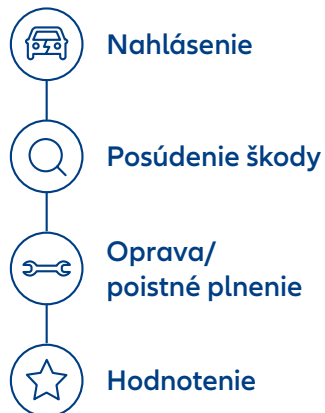 Nahlásenie
Posúdenie škody
Oprava/
poistné plnenie
Hodnotenie